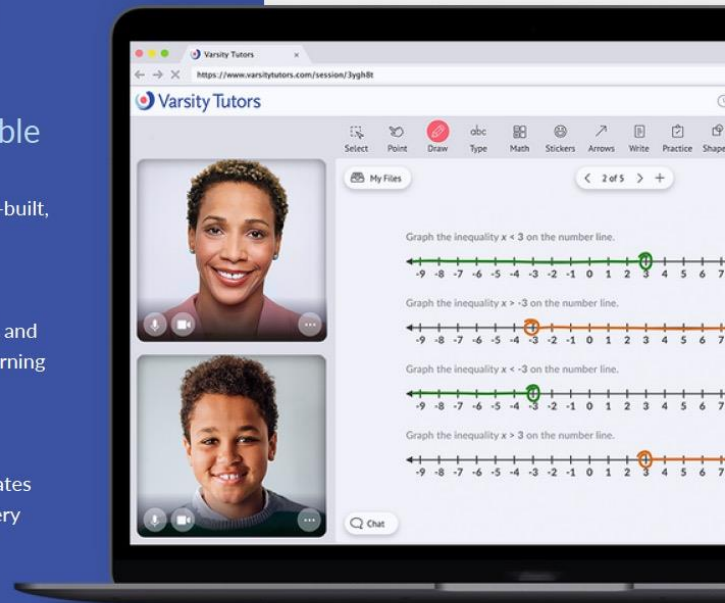 ble
-built,
and
rning
ates
ery
Varsity Tutors ×
https://www.varsitytutors.com/session/3ygh8t
Varsity Tutors
Select Point Draw abc Type Math Stickers Arrows Write Practice Shape
My Files
< 2 of 5 > +
Graph the inequality x < 3 on the number line.
-9 -8 -7 -6 -5 -4 -3 -2 -1 0 1 2 3 4 5 6 7
Graph the inequality x > -3 on the number line.
-9 -8 -7 -6 -5 -4 -3 -2 -1 0 1 2 3 4 5 6 7
Graph the inequality x < -3 on the number line.
-9 -8 -7 -6 -5 -4 -3 -2 -1 0 1 2 3 4 5 6 7
Graph the inequality x > 3 on the number line.
-9 -8 -7 -6 -5 -4 -3 -2 -1 0 1 2 3 4 5 6 7
Chat